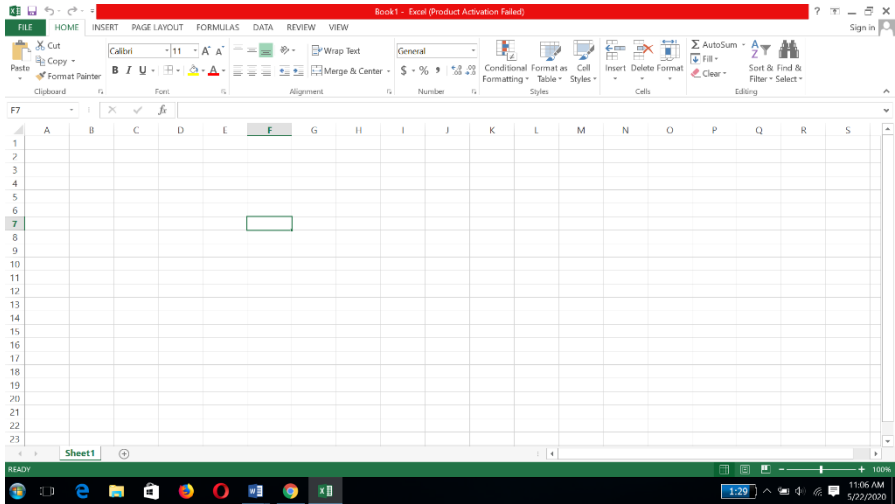 Book1 - Excel (Product Activation Failed)
?
FILE HOME INSERT PAGE LAYOUT FORMULAS DATA REVIEW VIEW Sign in
Cut Calibri 11 A A Wrap Text General Σ AutoSum
Copy Fill
Paste Format Painter B I U A Merge & Center $ % , .00 Conditional Format as Cell Insert Delete Format Clear Sort & Find &
Formatting Table Styles Filter Select
Clipboard Font Alignment Number Styles Cells Editing
F7 fx
A B C D E F G H I J K L M N O P Q R S
1
2
3
4
5
6
7
8
9
10
11
12
13
14
15
16
17
18
19
20
21
22
23
Sheet1
READY 100%
1:29 11:06 AM
5/22/2020